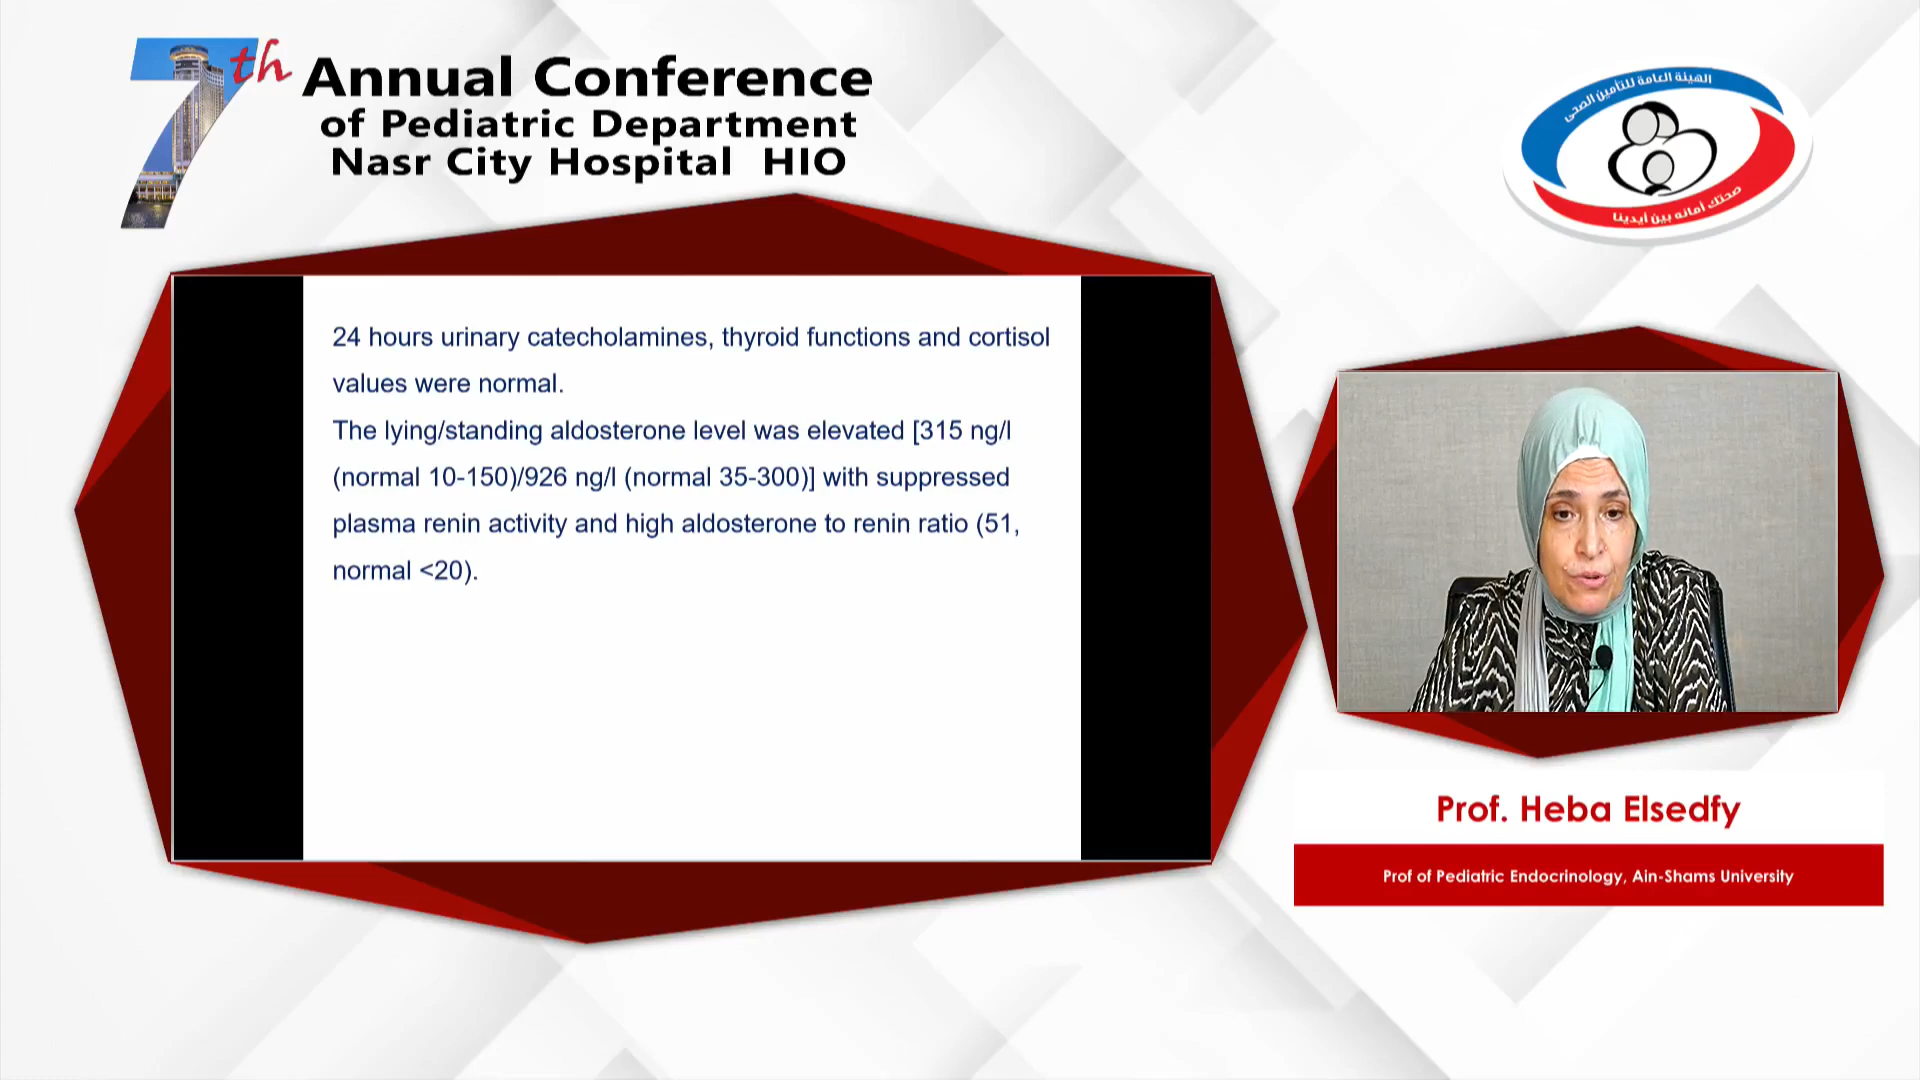 7th
Annual Conference
of Pediatric Department
Nasr City Hospital HIO
الهيئة العامة للتأمين الصحى
صحتك أمانه بين أيدينا
24 hours urinary catecholamines, thyroid functions and cortisol
values were normal.
The lying/standing aldosterone level was elevated [315 ng/l
(normal 10-150)/926 ng/l (normal 35-300)] with suppressed
plasma renin activity and high aldosterone to renin ratio (51,
normal <20).
Prof. Heba Elsedfy
Prof of Pediatric Endocrinology, Ain-Shams University